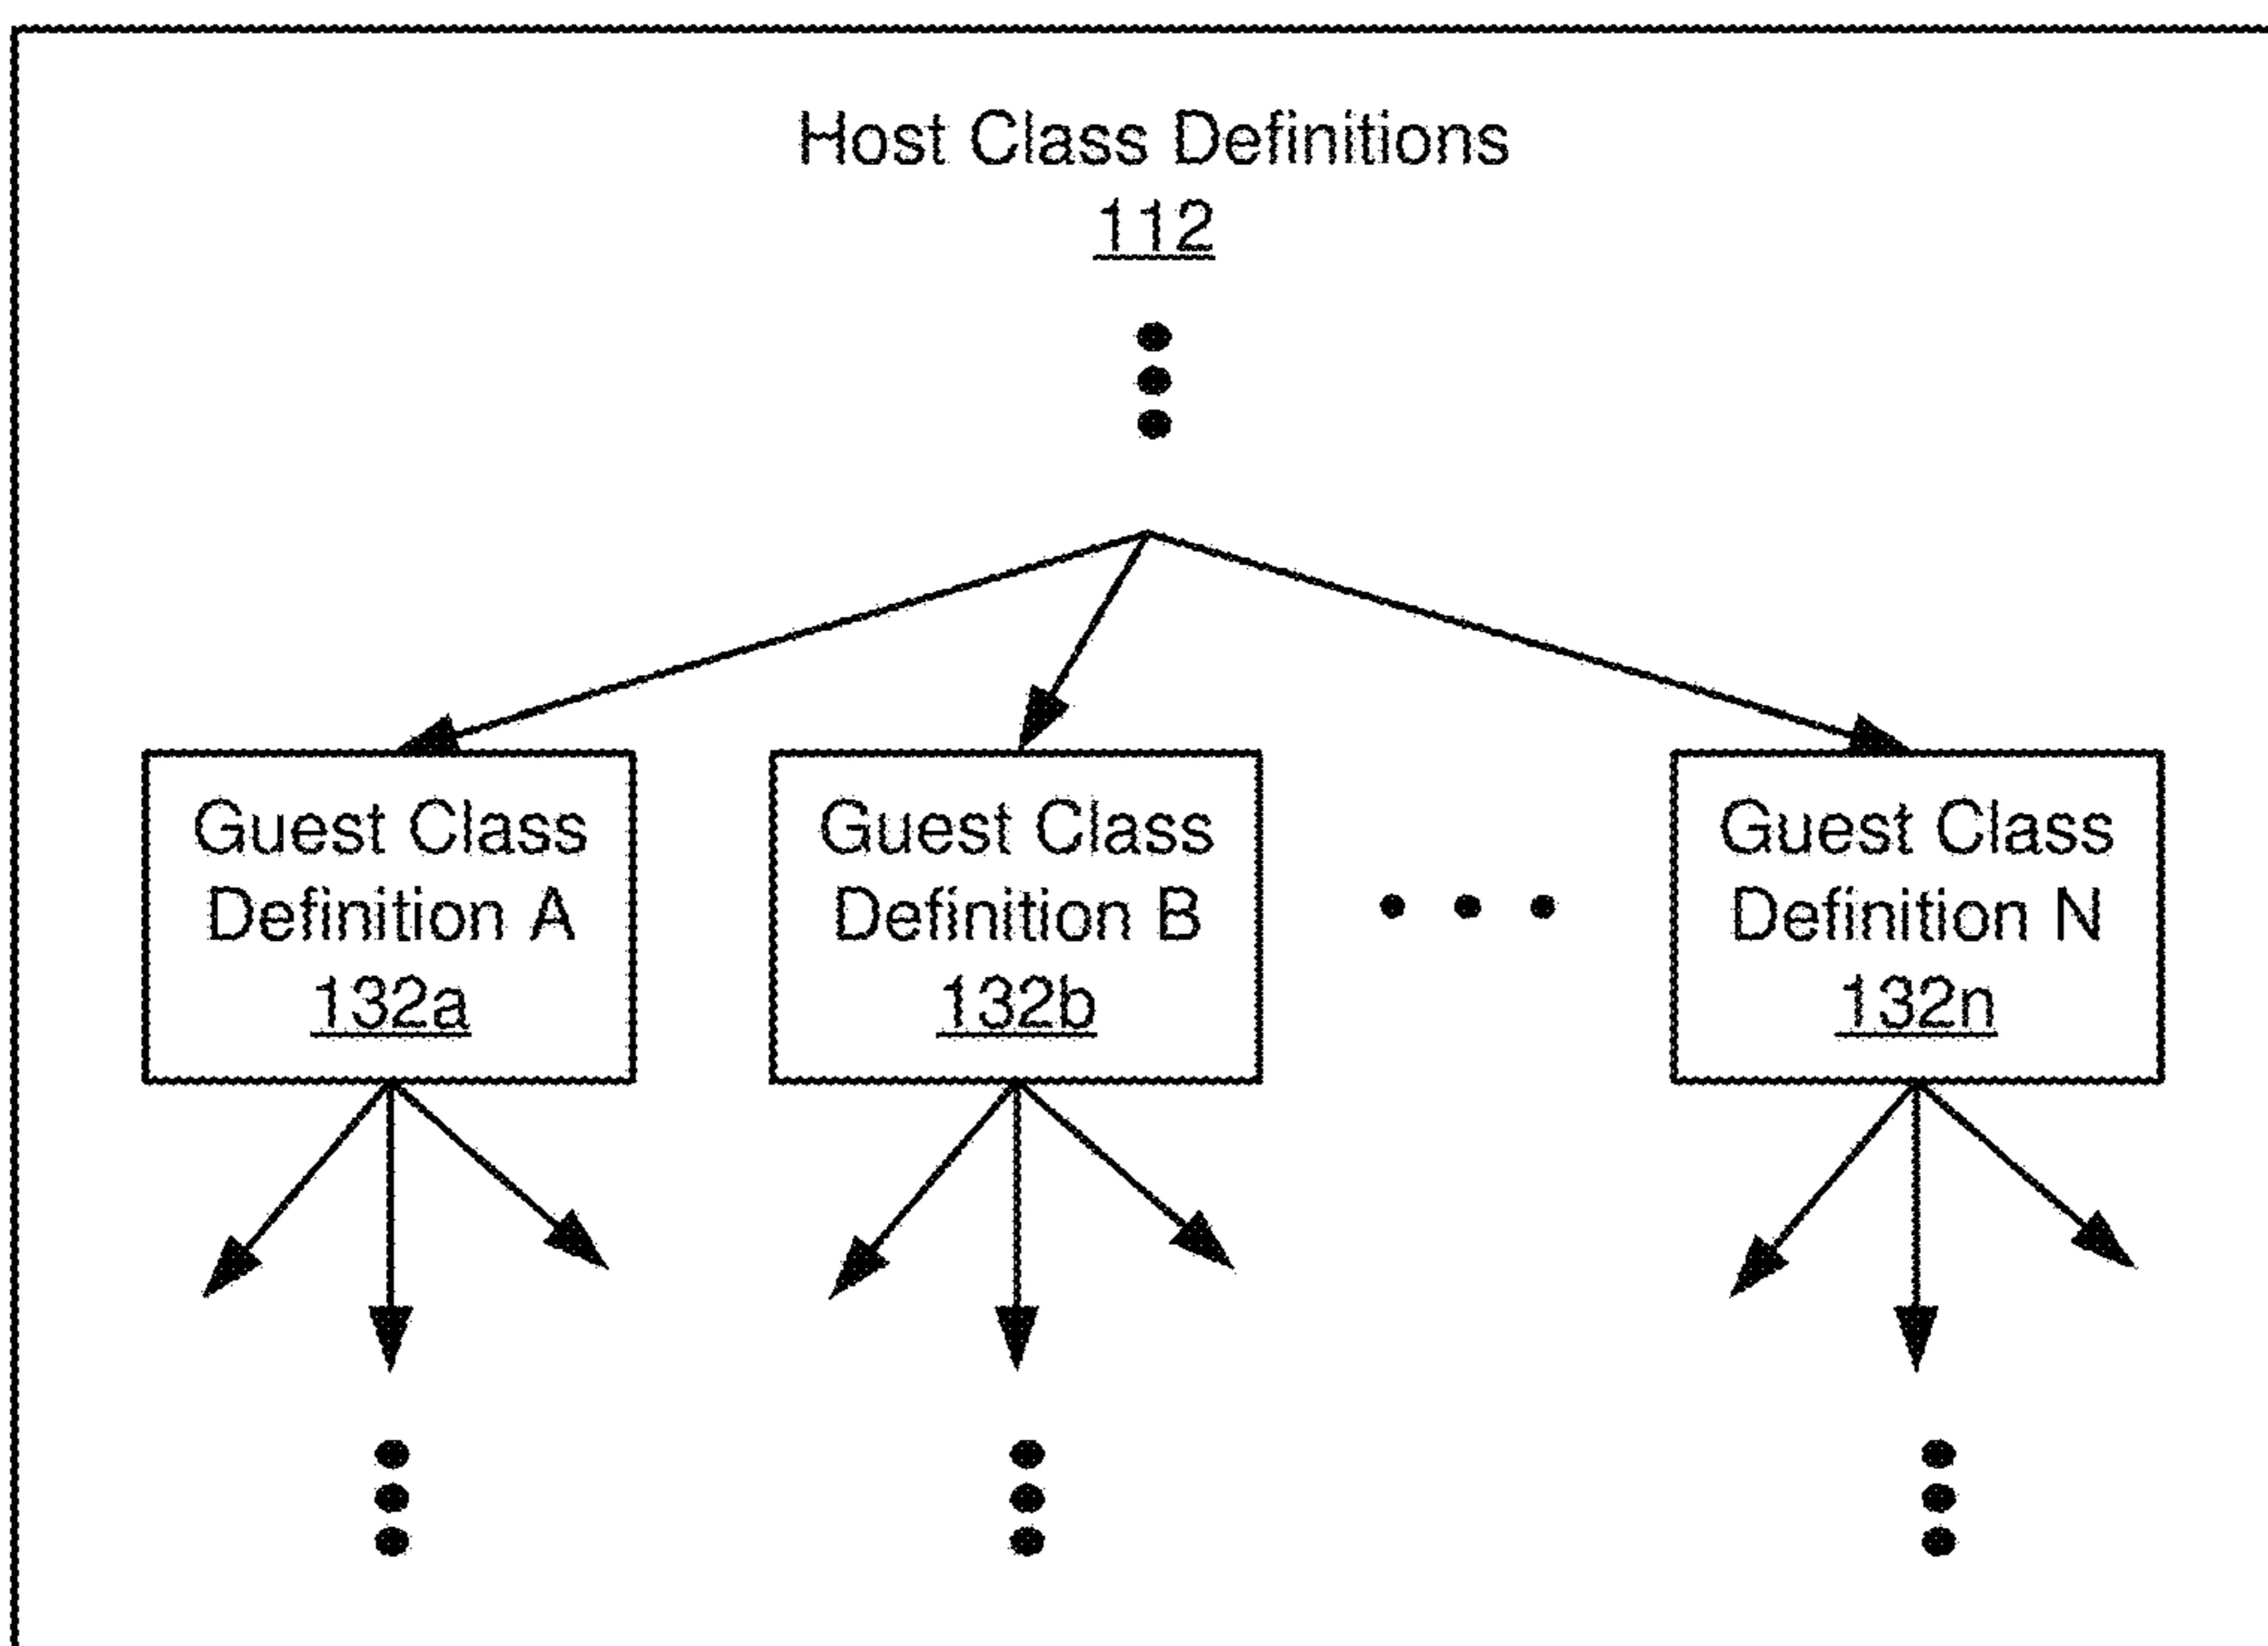 Host Class Definitions
112
Guest Class
Definition A
132a
Guest Class
Definition B
132b
Guest Class
Definition N
132n